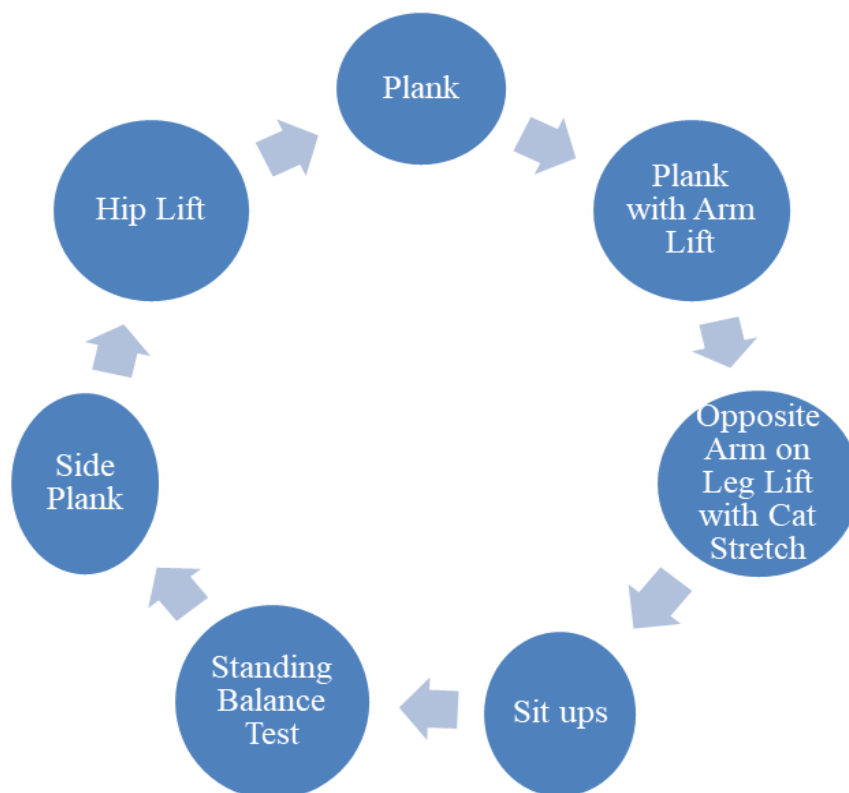 Plank
Plank
with Arm
Lift
Opposite
Arm on
Leg Lift
with Cat
Stretch
Sit ups
Standing
Balance
Test
Side
Plank
Hip Lift